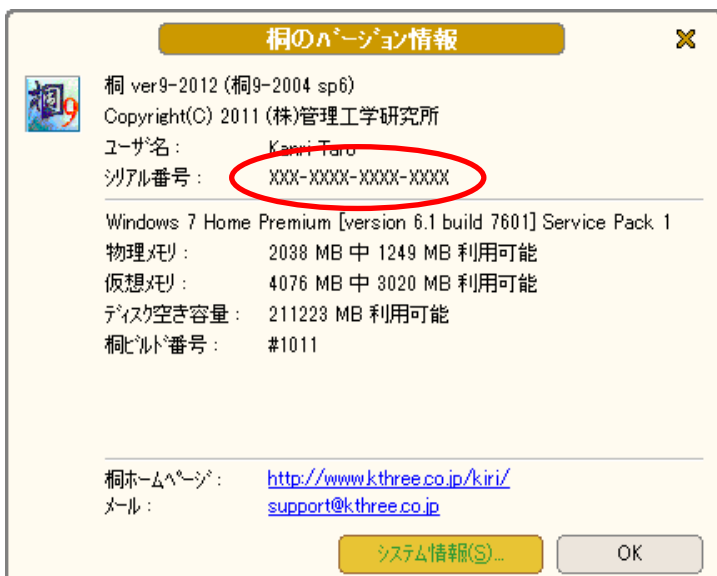 桐のバージョン情報
桐9
桐 ver9-2012 (桐9-2004 sp6)
Copyright(C) 2011 (株)管理工学研究所
ユーザ名 : Kanri Taro
シリアル番号 : XXX-XXXX-XXXX-XXXX
Windows 7 Home Premium [version 6.1 build 7601] Service Pack 1
物理メモリ : 2038 MB 中 1249 MB 利用可能
仮想メモリ : 4076 MB 中 3020 MB 利用可能
ディスク空き容量 : 211223 MB 利用可能
桐ビルド番号 : #1011
桐ホームページ : http://www.kthree.co.jp/kiri/
メール : support@kthree.co.jp
システム情報(S)... OK